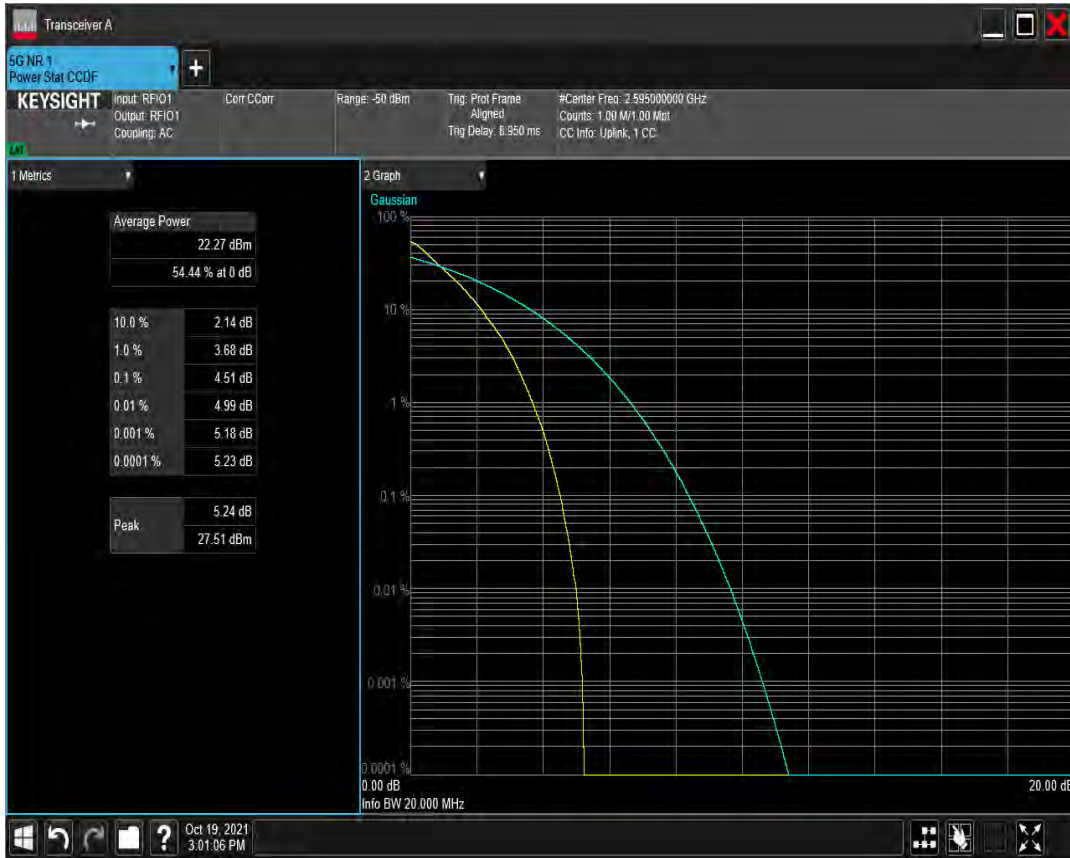 Transceiver A
5G NR 1
Power Stat CCDF
+
KEYSIGHT
Input: RFIO1
Output: RFIO1
Coupling: AC
Corr CCorr
Range: -50 dBm
Trig: Prot Frame
Aligned
Trig Delay: 8.950 ms
#Center Freq: 2.595000000 GHz
Counts: 1.00 M/1.00 Mpt
CC Info: Uplink, 1 CC
1 Metrics
Average Power
22.27 dBm
54.44 % at 0 dB
10.0 % 2.14 dB
1.0 % 3.68 dB
0.1 % 4.51 dB
0.01 % 4.99 dB
0.001 % 5.18 dB
0.0001 % 5.23 dB
Peak
5.24 dB
27.51 dBm
2 Graph
Gaussian
100 %
10 %
1 %
0.1 %
0.01 %
0.001 %
0.0001 %
0.00 dB 20.00 dB
Info BW 20.000 MHz
? Oct 19, 2021
3:01:06 PM